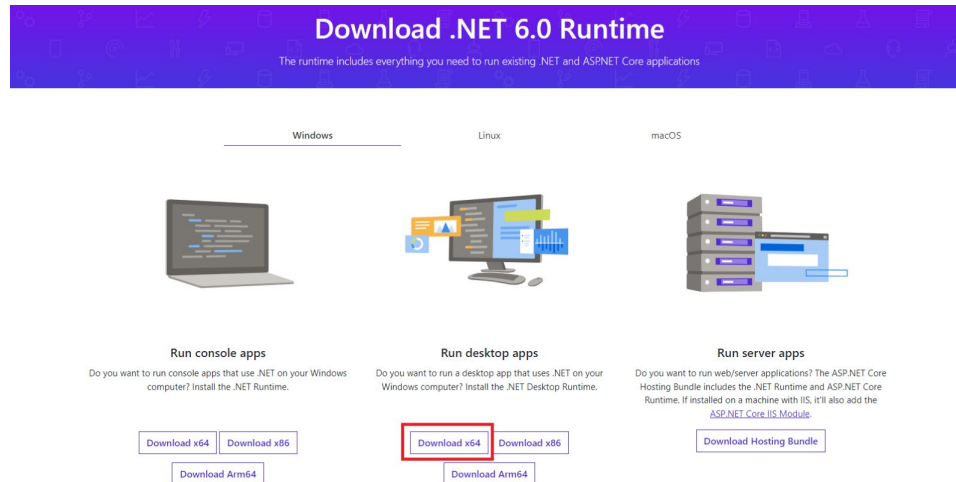 Download .NET 6.0 Runtime
The runtime includes everything you need to run existing .NET and ASP.NET Core applications
Windows
Linux
macOS
Run console apps
Do you want to run console apps that use .NET on your Windows
computer? Install the .NET Runtime.
Download x64
Download x86
Download Arm64
Run desktop apps
Do you want to run a desktop app that uses .NET on your
Windows computer? Install the .NET Desktop Runtime.
Download x64
Download x86
Download Arm64
Run server apps
Do you want to run web/server applications? The ASP.NET Core
Hosting Bundle includes the .NET Runtime and ASP.NET Core
Runtime. If installed on a machine with IIS, it'll also add the
ASP.NET Core IIS Module.
Download Hosting Bundle